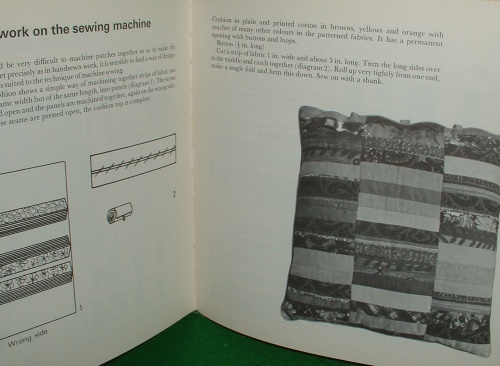 work on the sewing machine
d be very difficult to machine patches together so as to make the
et precisely as in handsewn work, it is sensible to find a way of design
s suited to the technique of machine sewing.
shion shows a simple way of machining together strips of fabric
ame width but of the same length, into panels (diagram 1). The
d open and the panels are machined together, again on the wrong side
se seams are pressed open, the cushion top is complete.
2
1
Wrong side
Cushion in plain and printed cotton in browns, yellows and orange with
touches of many other colours in the patterned fabrics. It has a permanent
opening with buttons and loops.
Button (½ in. long)
Cut a strip of fabric 1 in. wide and about 5 in. long. Turn the long sides over
to the middle and catch together (diagram 2). Roll up very tightly from one end,
make a single fold and hem this down. Sew on with a shank.